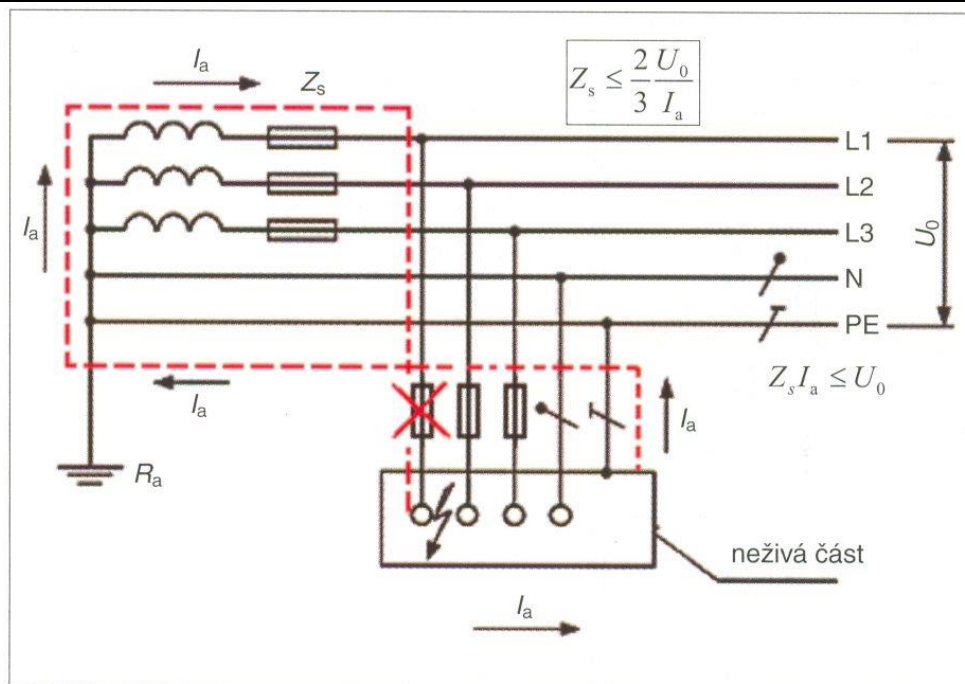 Iₐ
Zₛ
Zₛ ≤ 2/3 U₀/Iₐ
L1
L2
Iₐ
L3
U₀
N
PE
Iₐ
ZₛIₐ ≤ U₀
Iₐ
Rₐ
neživá část
Iₐ